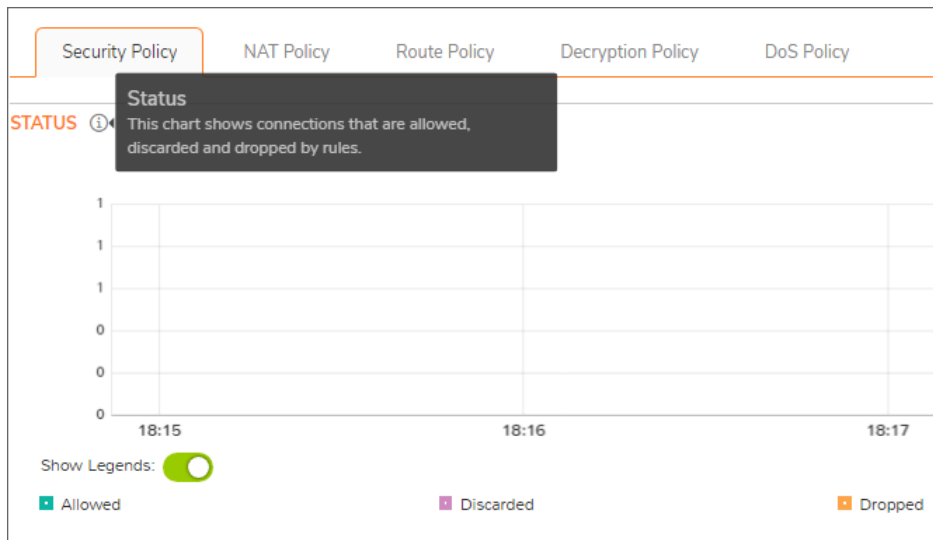 Security Policy NAT Policy Route Policy Decryption Policy DoS Policy
Status
STATUS This chart shows connections that are allowed,
discarded and dropped by rules.
1
1
1
0
0
0
18:15 18:16 18:17
Show Legends:
Allowed Discarded Dropped